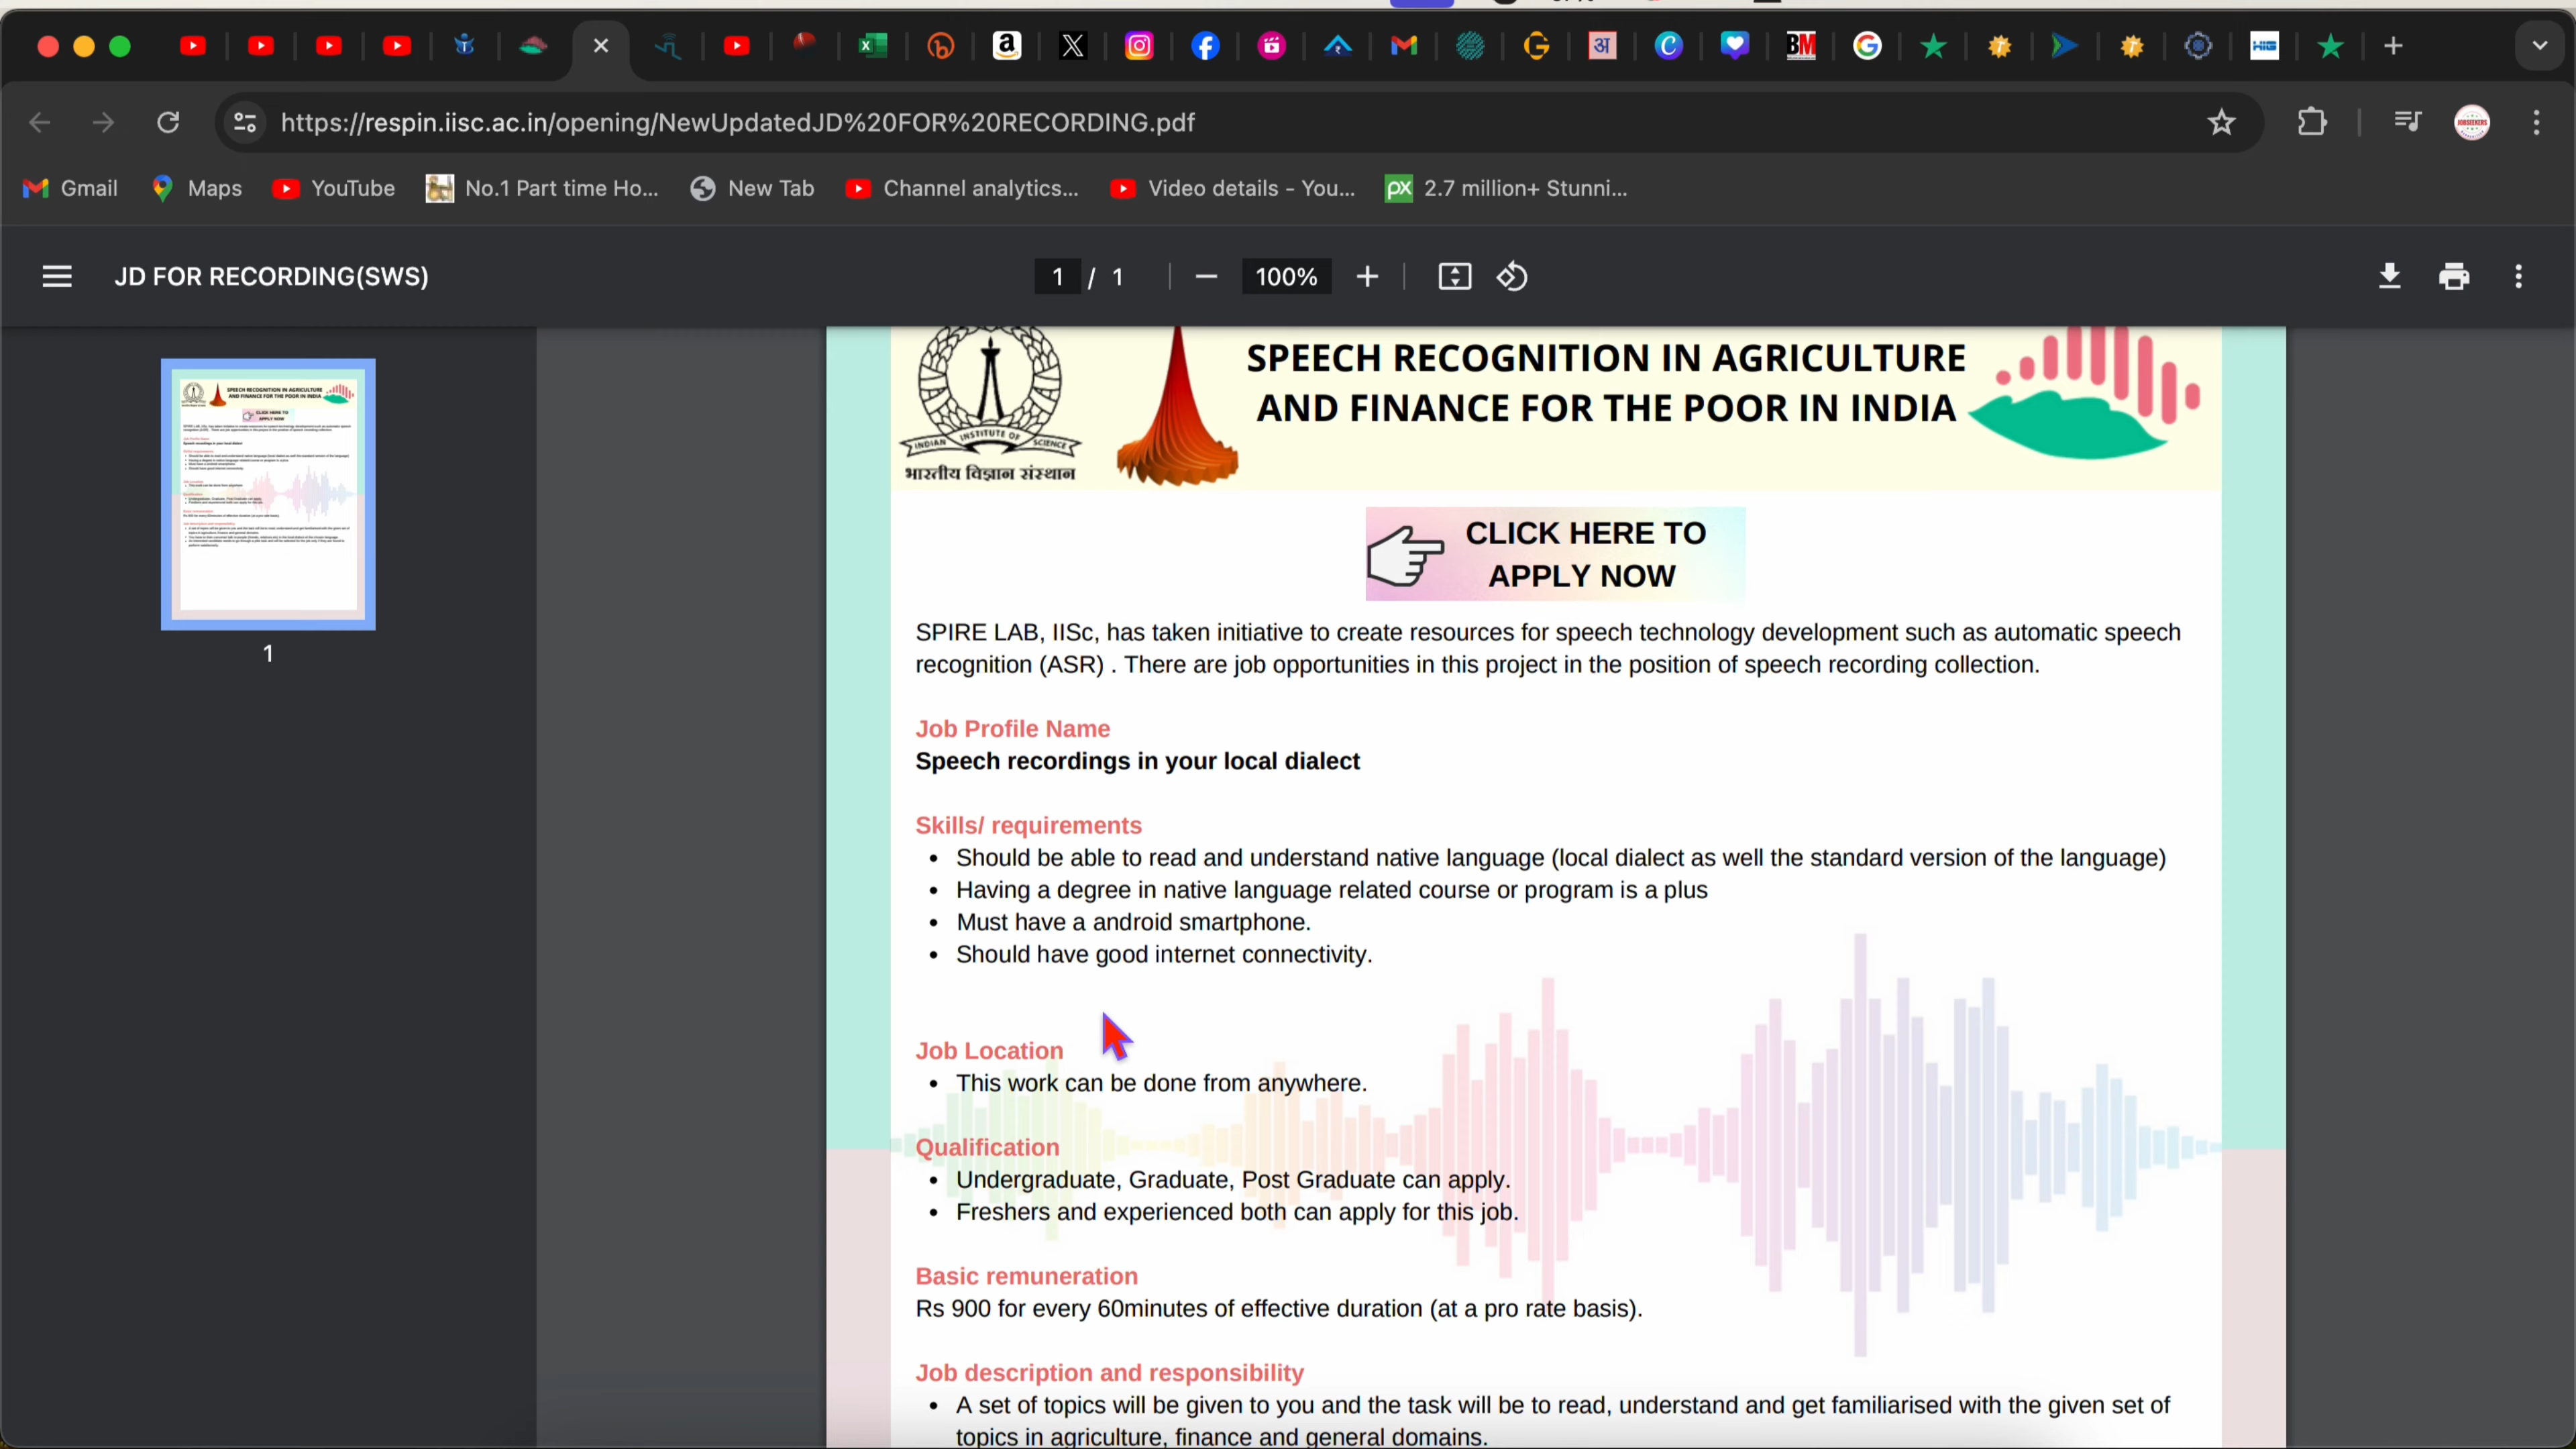 https://respin.iisc.ac.in/opening/NewUpdatedJD%20FOR%20RECORDING.pdf
Gmail Maps YouTube No.1 Part time Ho... New Tab Channel analytics... Video details - You... 2.7 million+ Stunni...
JD FOR RECORDING(SWS) 1 / 1 100%
SPEECH RECOGNITION IN AGRICULTURE
AND FINANCE FOR THE POOR IN INDIA
INDIAN INSTITUTE OF SCIENCE
भारतीय विज्ञान संस्थान
CLICK HERE TO
APPLY NOW
SPIRE LAB, IISc, has taken initiative to create resources for speech technology development such as automatic speech
recognition (ASR) . There are job opportunities in this project in the position of speech recording collection.
Job Profile Name
Speech recordings in your local dialect
Skills/ requirements
• Should be able to read and understand native language (local dialect as well the standard version of the language)
• Having a degree in native language related course or program is a plus
• Must have a android smartphone.
• Should have good internet connectivity.
Job Location
• This work can be done from anywhere.
Qualification
• Undergraduate, Graduate, Post Graduate can apply.
• Freshers and experienced both can apply for this job.
Basic remuneration
Rs 900 for every 60minutes of effective duration (at a pro rate basis).
Job description and responsibility
• A set of topics will be given to you and the task will be to read, understand and get familiarised with the given set of
topics in agriculture, finance and general domains.
1